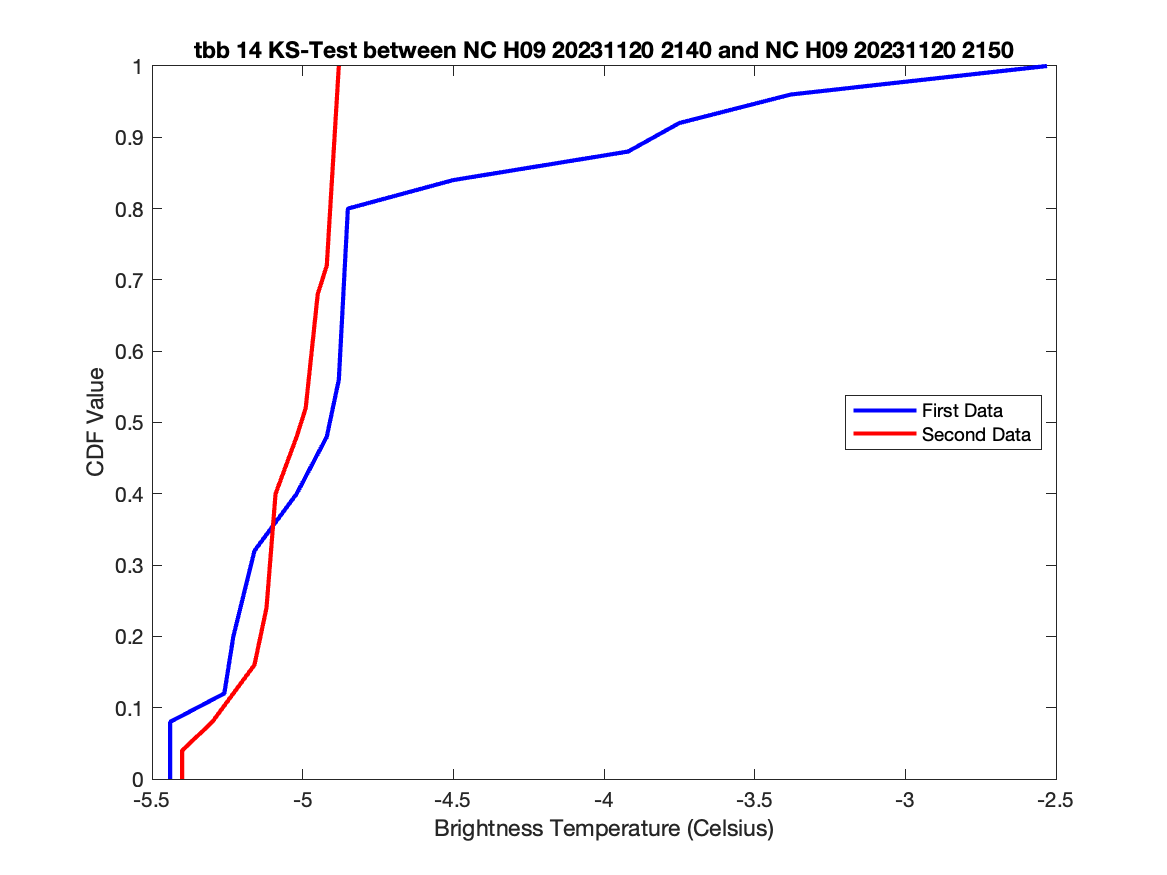 tbb 14 KS-Test between NC H09 20231120 2140 and NC H09 20231120 2150
1
0.9
0.8
0.7
0.6
0.5
0.4
0.3
0.2
0.1
0
CDF Value
First Data
Second Data
-5.5 -5 -4.5 -4 -3.5 -3 -2.5
Brightness Temperature (Celsius)